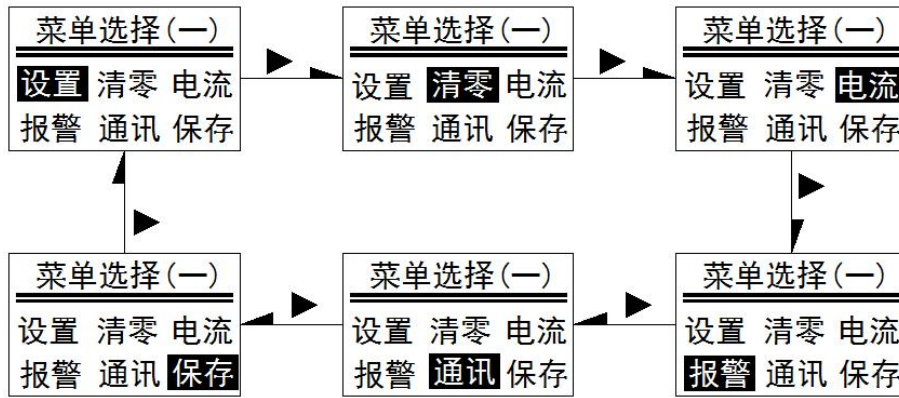 菜单选择(一)
设置 清零 电流
报警 通讯 保存
菜单选择(一)
设置 清零 电流
报警 通讯 保存
菜单选择(一)
设置 清零 电流
报警 通讯 保存
菜单选择(一)
设置 清零 电流
报警 通讯 保存
菜单选择(一)
设置 清零 电流
报警 通讯 保存
菜单选择(一)
设置 清零 电流
报警 通讯 保存